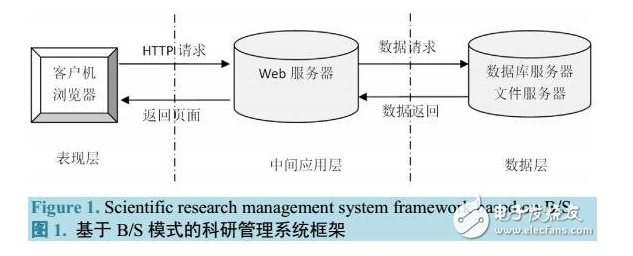 HTTP 请求
数据请求
客户机
浏览器
Web 服务器
数据库服务器
文件服务器
返回页面
数据返回
表现层
中间应用层
数据层
Figure 1. Scientific research management system framework based on B/S
图 1. 基于 B/S 模式的科研管理系统框架
电子发烧友
elecfans.com